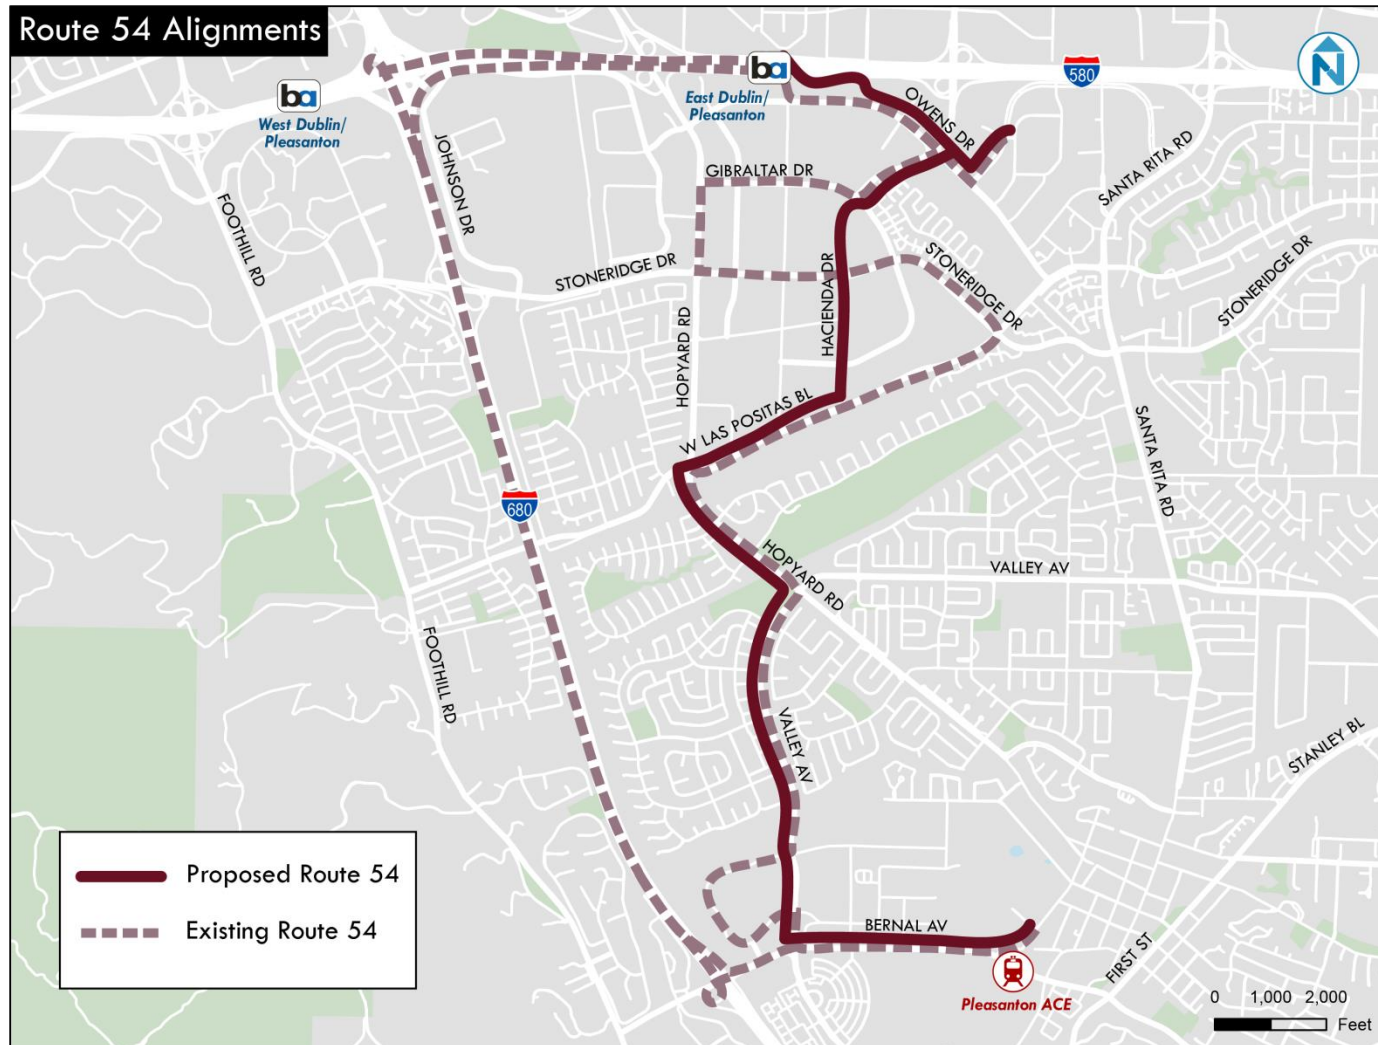 Route 54 Alignments
N
580
ba
East Dublin/
Pleasanton
ba
West Dublin/
Pleasanton
OWENS DR
JOHNSON DR
SANTA RITA RD
GIBRALTAR DR
FOOTHILL RD
STONERIDGE DR
STONERIDGE DR
STONERIDGE DR
HACIENDA DR
HOPYARD RD
W LAS POSITAS BL
SANTA RITA RD
680
HOPYARD RD
VALLEY AV
FOOTHILL RD
VALLEY AV
STANLEY BL
Proposed Route 54
Existing Route 54
BERNAL AV
FIRST ST
Pleasanton ACE
0 1,000 2,000
Feet